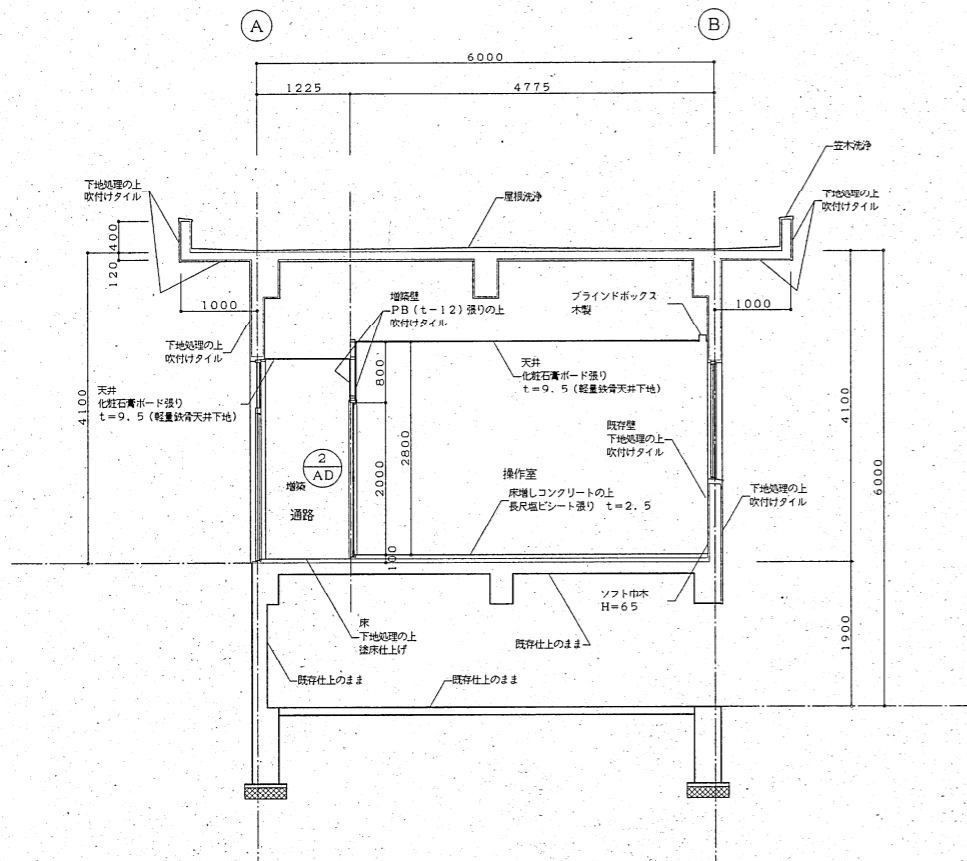 A
B
6000
1225
4775
笠木洗浄
下地処理の上
吹付けタイル
屋根洗浄
下地処理の上
吹付けタイル
400
120
1000
増築壁
PB(t-12)張りの上
吹付けタイル
ブラインドボックス
木製
1000
下地処理の上
吹付けタイル
天井
化粧石膏ボード張り
t=9.5(軽量鉄骨天井下地)
800
天井
化粧石膏ボード張り
t=9.5(軽量鉄骨天井下地)
4100
2800
4100
既存壁
下地処理の上
吹付けタイル
2
AD
増築
通路
2000
操作室
床増しコンクリートの上
長尺塩ビシート張り t=2.5
下地処理の上
吹付けタイル
6000
100
ソフト巾木
H=65
床
下地処理の上
塗床仕上げ
既存仕上のまま
1900
既存仕上のまま
既存仕上のまま